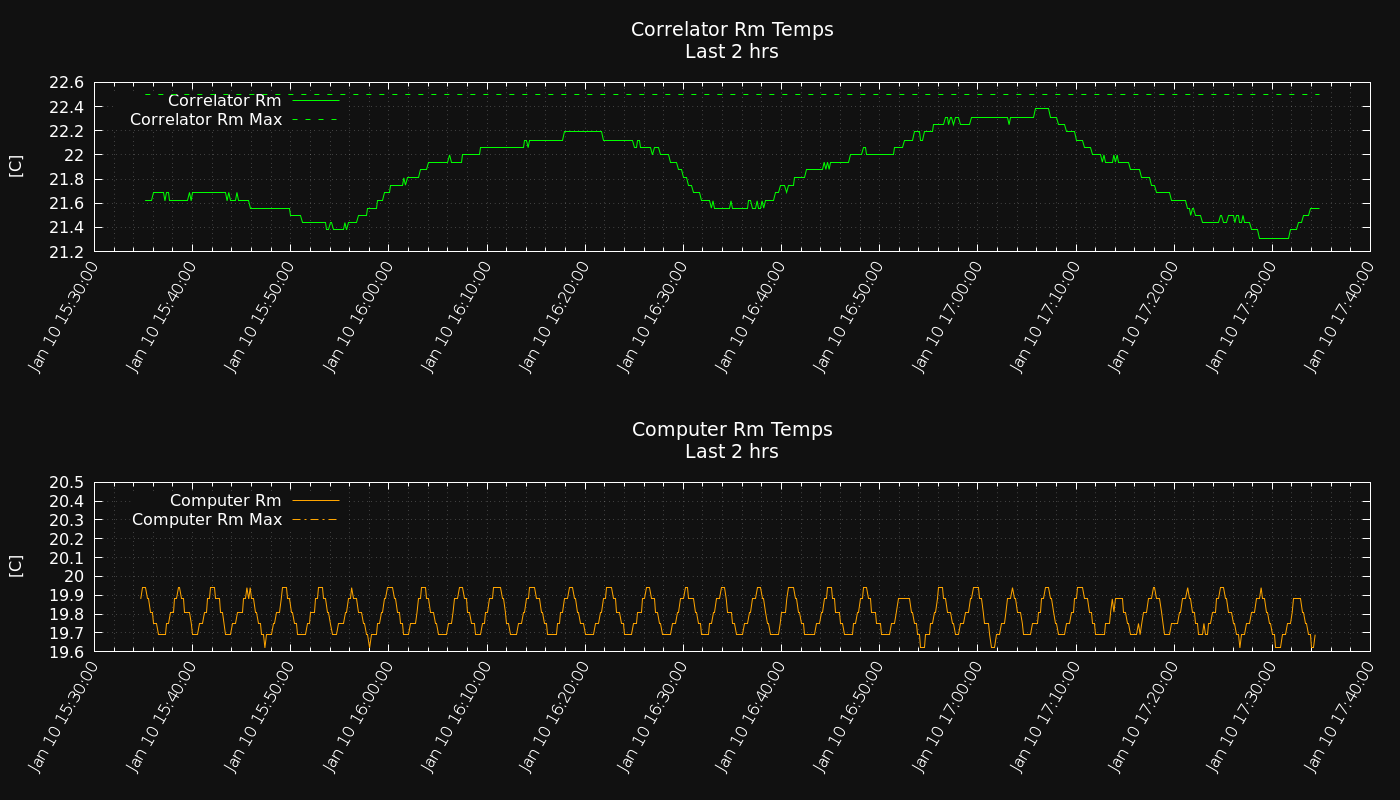 Correlator Rm Temps
Last 2 hrs
[C]
22.6
22.4
22.2
22
21.8
21.6
21.4
21.2
Correlator Rm
Correlator Rm Max
Jan 10 15:30:00
Jan 10 15:40:00
Jan 10 15:50:00
Jan 10 16:00:00
Jan 10 16:10:00
Jan 10 16:20:00
Jan 10 16:30:00
Jan 10 16:40:00
Jan 10 16:50:00
Jan 10 17:00:00
Jan 10 17:10:00
Jan 10 17:20:00
Jan 10 17:30:00
Jan 10 17:40:00
Computer Rm Temps
Last 2 hrs
[C]
20.5
20.4
20.3
20.2
20.1
20
19.9
19.8
19.7
19.6
Computer Rm
Computer Rm Max
Jan 10 15:30:00
Jan 10 15:40:00
Jan 10 15:50:00
Jan 10 16:00:00
Jan 10 16:10:00
Jan 10 16:20:00
Jan 10 16:30:00
Jan 10 16:40:00
Jan 10 16:50:00
Jan 10 17:00:00
Jan 10 17:10:00
Jan 10 17:20:00
Jan 10 17:30:00
Jan 10 17:40:00